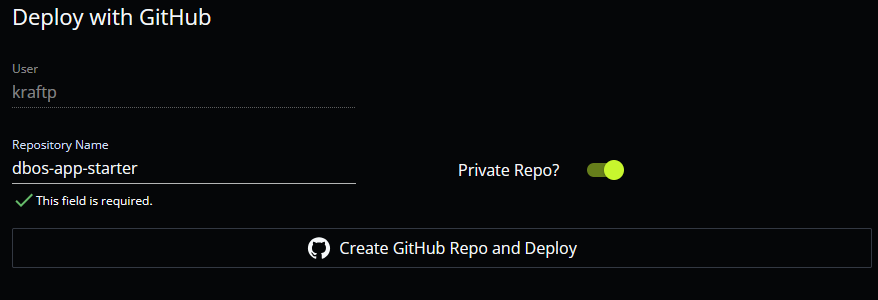 Deploy with GitHub
User
kraftp
Repository Name
dbos-app-starter
Private Repo?
This field is required.
Create GitHub Repo and Deploy